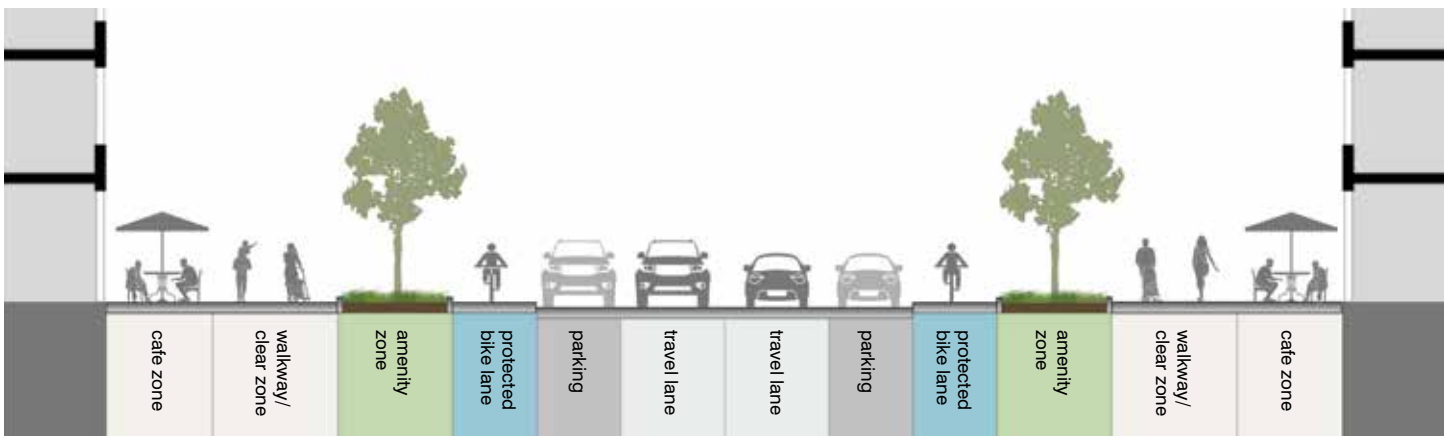 cafe zone
walkway/
clear zone
amenity
zone
protected
bike lane
parking
travel lane
travel lane
parking
protected
bike lane
amenity
zone
walkway/
clear zone
cafe zone